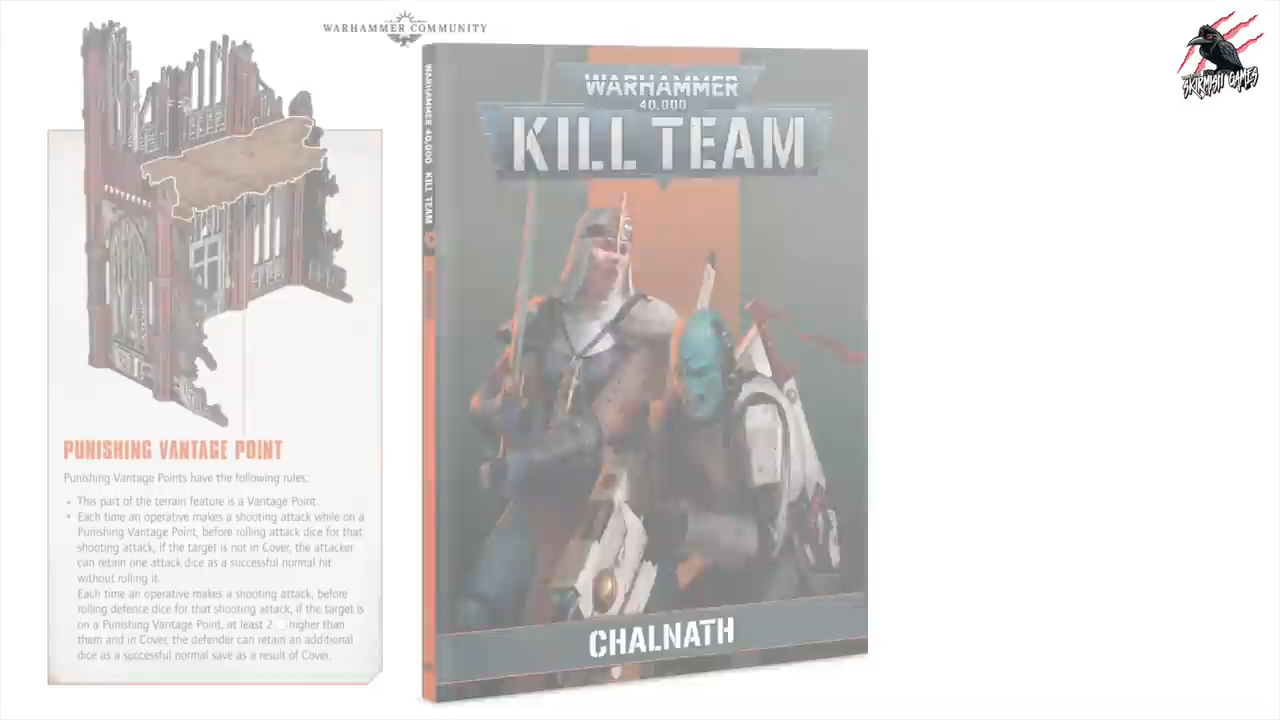 WARHAMMER COMMUNITY
SKIRMISH GAMES
WARHAMMER 40,000 KILL TEAM
WARHAMMER
40,000
KILL TEAM
CHALNATH
PUNISHING VANTAGE POINT
Punishing Vantage Points have the following rules:
• This part of the terrain feature is a Vantage Point.
• Each time an operative makes a shooting attack while on a
Punishing Vantage Point, before rolling attack dice for that
shooting attack, if the target is not in Cover, the attacker
can retain one attack dice as a successful normal hit
without rolling it.
Each time an operative makes a shooting attack, before
rolling defence dice for that shooting attack, if the target is
on a Punishing Vantage Point, at least 2 higher than
them and in Cover, the defender can retain an additional
dice as a successful normal save as a result of Cover.